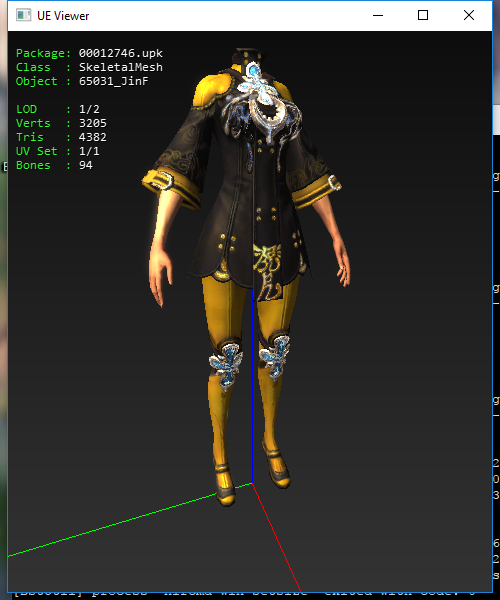 UE Viewer
Package: 00012746.upk
Class  : SkeletalMesh
Object : 65031_JinF
LOD    : 1/2
Verts  : 3205
Tris   : 4382
UV Set : 1/1
Bones  : 94